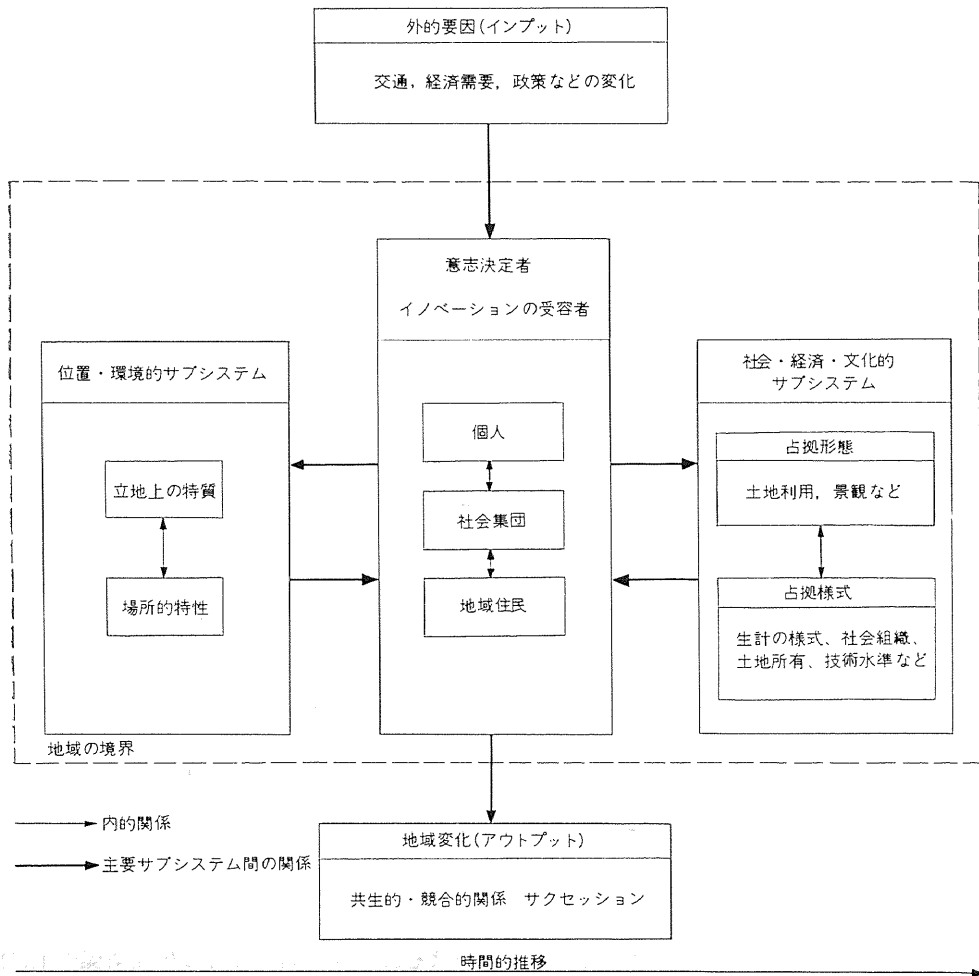 外的要因(インプット)
交通,経済需要,政策などの変化
意志決定者
イノベーションの受容者
位置・環境的サブシステム
社会・経済・文化的
サブシステム
個人
占拠形態
立地上の特質
土地利用,景観など
社会集団
場所的特性
地域住民
占拠様式
生計の様式、社会組織、
土地所有、技術水準など
地域の境界
内的関係
地域変化(アウトプット)
主要サブシステム間の関係
共生的・競合的関係 サクセッション
時間的推移